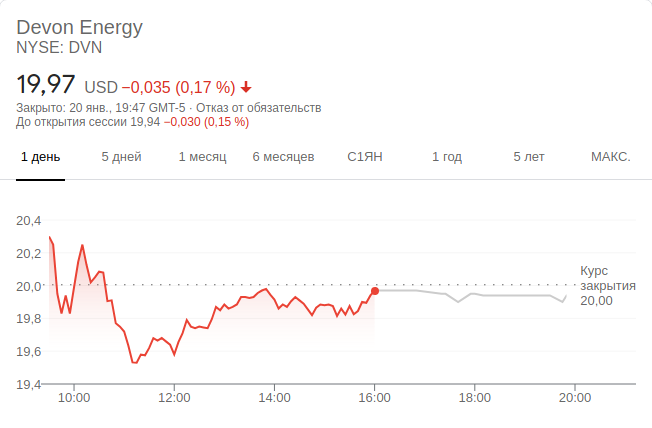 Devon Energy
NYSE: DVN
19,97 USD −0,035 (0,17 %)
Закрыто: 20 янв., 19:47 GMT-5 · Отказ от обязательств
До открытия сессии 19,94 −0,030 (0,15 %)
1 день 5 дней 1 месяц 6 месяцев С1ЯН 1 год 5 лет МАКС.
20,4
20,2
Курс
20,0 закрытия
20,00
19,8
19,6
19,4
10:00 12:00 14:00 16:00 18:00 20:00